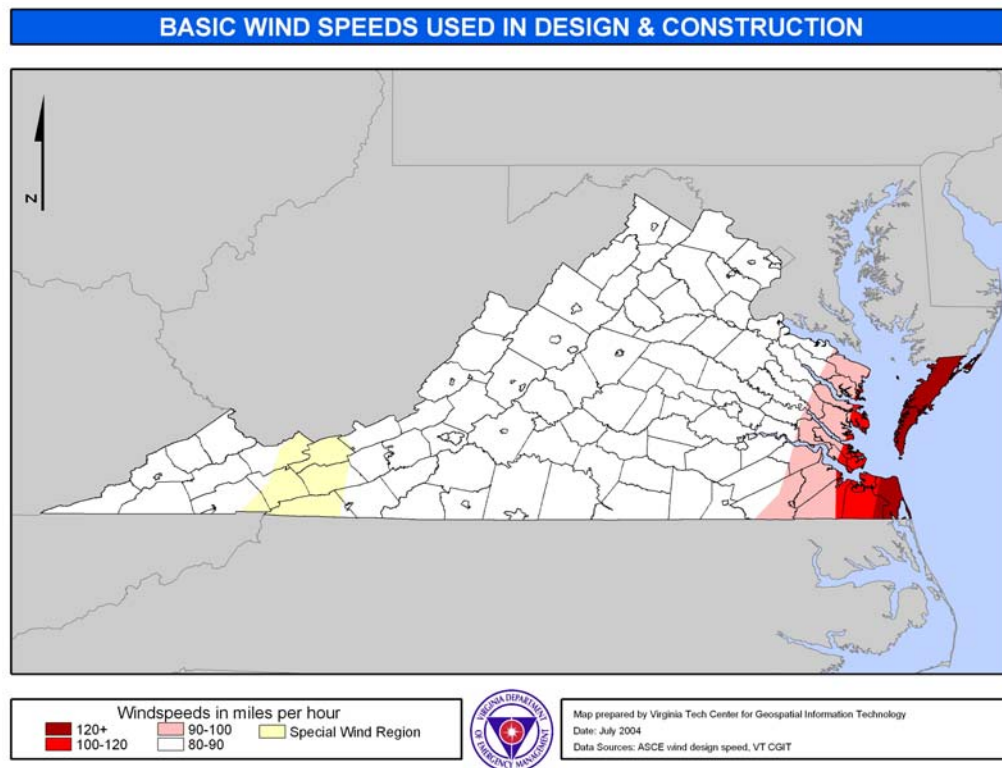 BASIC WIND SPEEDS USED IN DESIGN & CONSTRUCTION
N
Windspeeds in miles per hour
120+
90-100
Special Wind Region
100-120
80-90
VIRGINIA DEPARTMENT
OF EMERGENCY MANAGEMENT
Map prepared by Virginia Tech Center for Geospatial Information Technology
Date: July 2004
Data Sources: ASCE wind design speed, VT CGIT